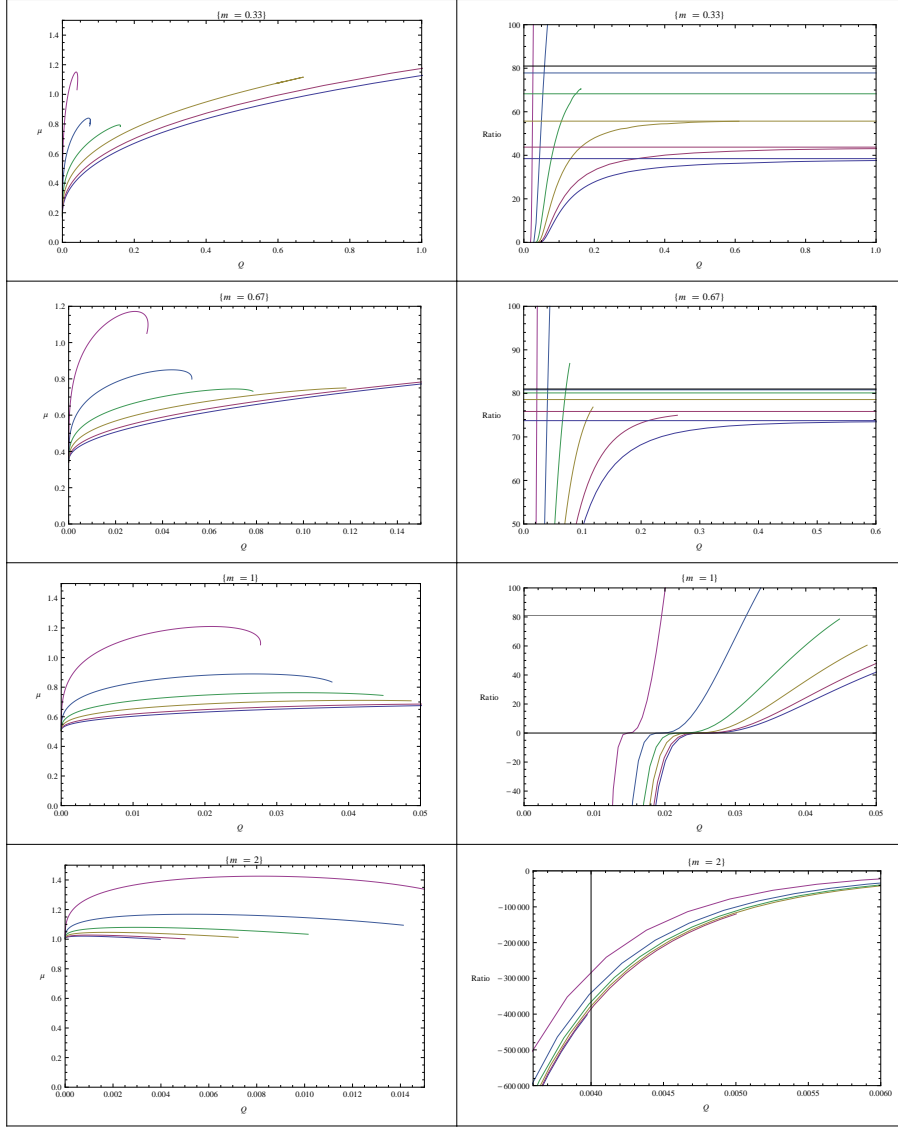 {m = 0.33}
1.4
1.2
1.0
0.8
μ
0.6
0.4
0.2
0.0
0.0 0.2 0.4 0.6 0.8 1.0
Q
{m = 0.33}
100
80
60
Ratio
40
20
0
0.0 0.2 0.4 0.6 0.8 1.0
Q
{m = 0.67}
1.2
1.0
0.8
μ 0.6
0.4
0.2
0.0
0.00 0.02 0.04 0.06 0.08 0.10 0.12 0.14
Q
{m = 0.67}
100
90
80
Ratio
70
60
50
0.0 0.1 0.2 0.3 0.4 0.5 0.6
Q
{m = 1}
1.4
1.2
1.0
0.8
μ
0.6
0.4
0.2
0.0
0.00 0.01 0.02 0.03 0.04 0.05
Q
{m = 1}
100
80
60
40
Ratio
20
0
-20
-40
0.00 0.01 0.02 0.03 0.04 0.05
Q
{m = 2}
1.4
1.2
1.0
0.8
μ
0.6
0.4
0.2
0.0
0.000 0.002 0.004 0.006 0.008 0.010 0.012 0.014
Q
{m = 2}
0
-100 000
-200 000
Ratio -300 000
-400 000
-500 000
-600 000
0.0040 0.0045 0.0050 0.0055 0.0060
Q